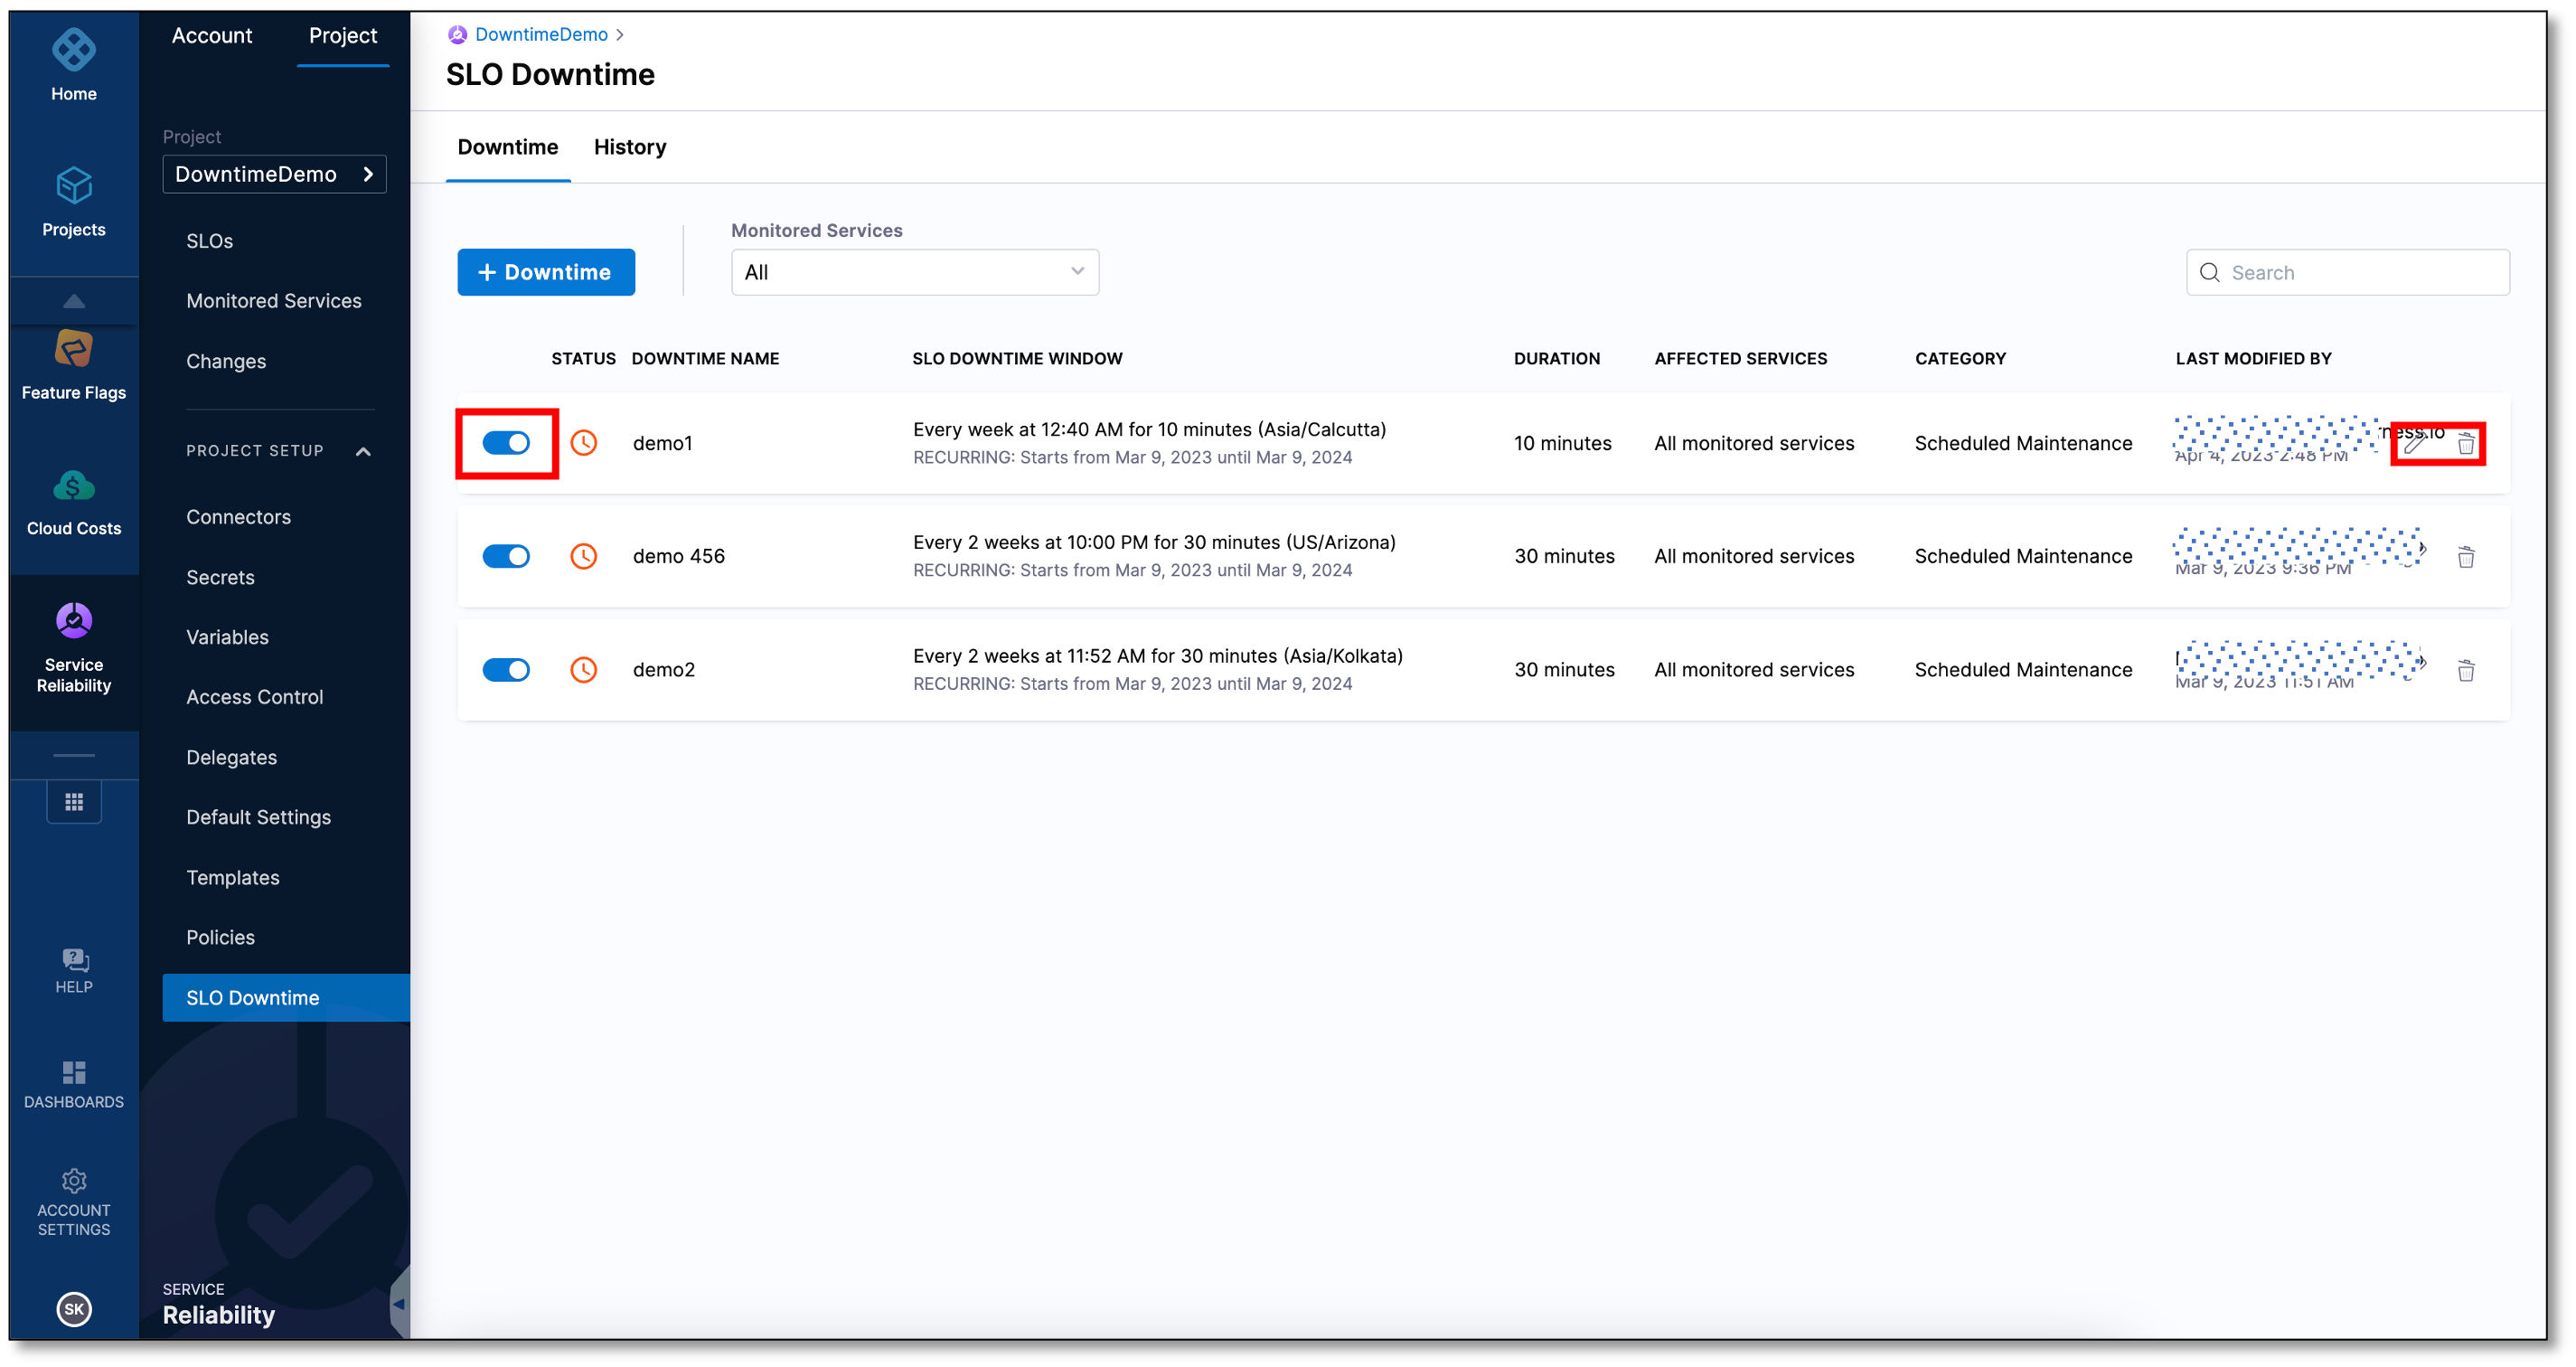 Home
Projects
Feature Flags
Cloud Costs
Service
Reliability
HELP
DASHBOARDS
ACCOUNT
SETTINGS
SK
Account
Project
Project
DowntimeDemo
SLOs
Monitored Services
Changes
PROJECT SETUP
Connectors
Secrets
Variables
Access Control
Delegates
Default Settings
Templates
Policies
SLO Downtime
SERVICE
Reliability
DowntimeDemo
SLO Downtime
Downtime
History
+ Downtime
Monitored Services
All
Search
STATUS DOWNTIME NAME SLO DOWNTIME WINDOW DURATION AFFECTED SERVICES CATEGORY LAST MODIFIED BY
demo1
Every week at 12:40 AM for 10 minutes (Asia/Calcutta)
RECURRING: Starts from Mar 9, 2023 until Mar 9, 2024
10 minutes
All monitored services
Scheduled Maintenance
Apr 4, 2023 2:48 PM
demo 456
Every 2 weeks at 10:00 PM for 30 minutes (US/Arizona)
RECURRING: Starts from Mar 9, 2023 until Mar 9, 2024
30 minutes
All monitored services
Scheduled Maintenance
Mar 9, 2023 9:36 PM
demo2
Every 2 weeks at 11:52 AM for 30 minutes (Asia/Kolkata)
RECURRING: Starts from Mar 9, 2023 until Mar 9, 2024
30 minutes
All monitored services
Scheduled Maintenance
Mar 9, 2023 11:51 AM